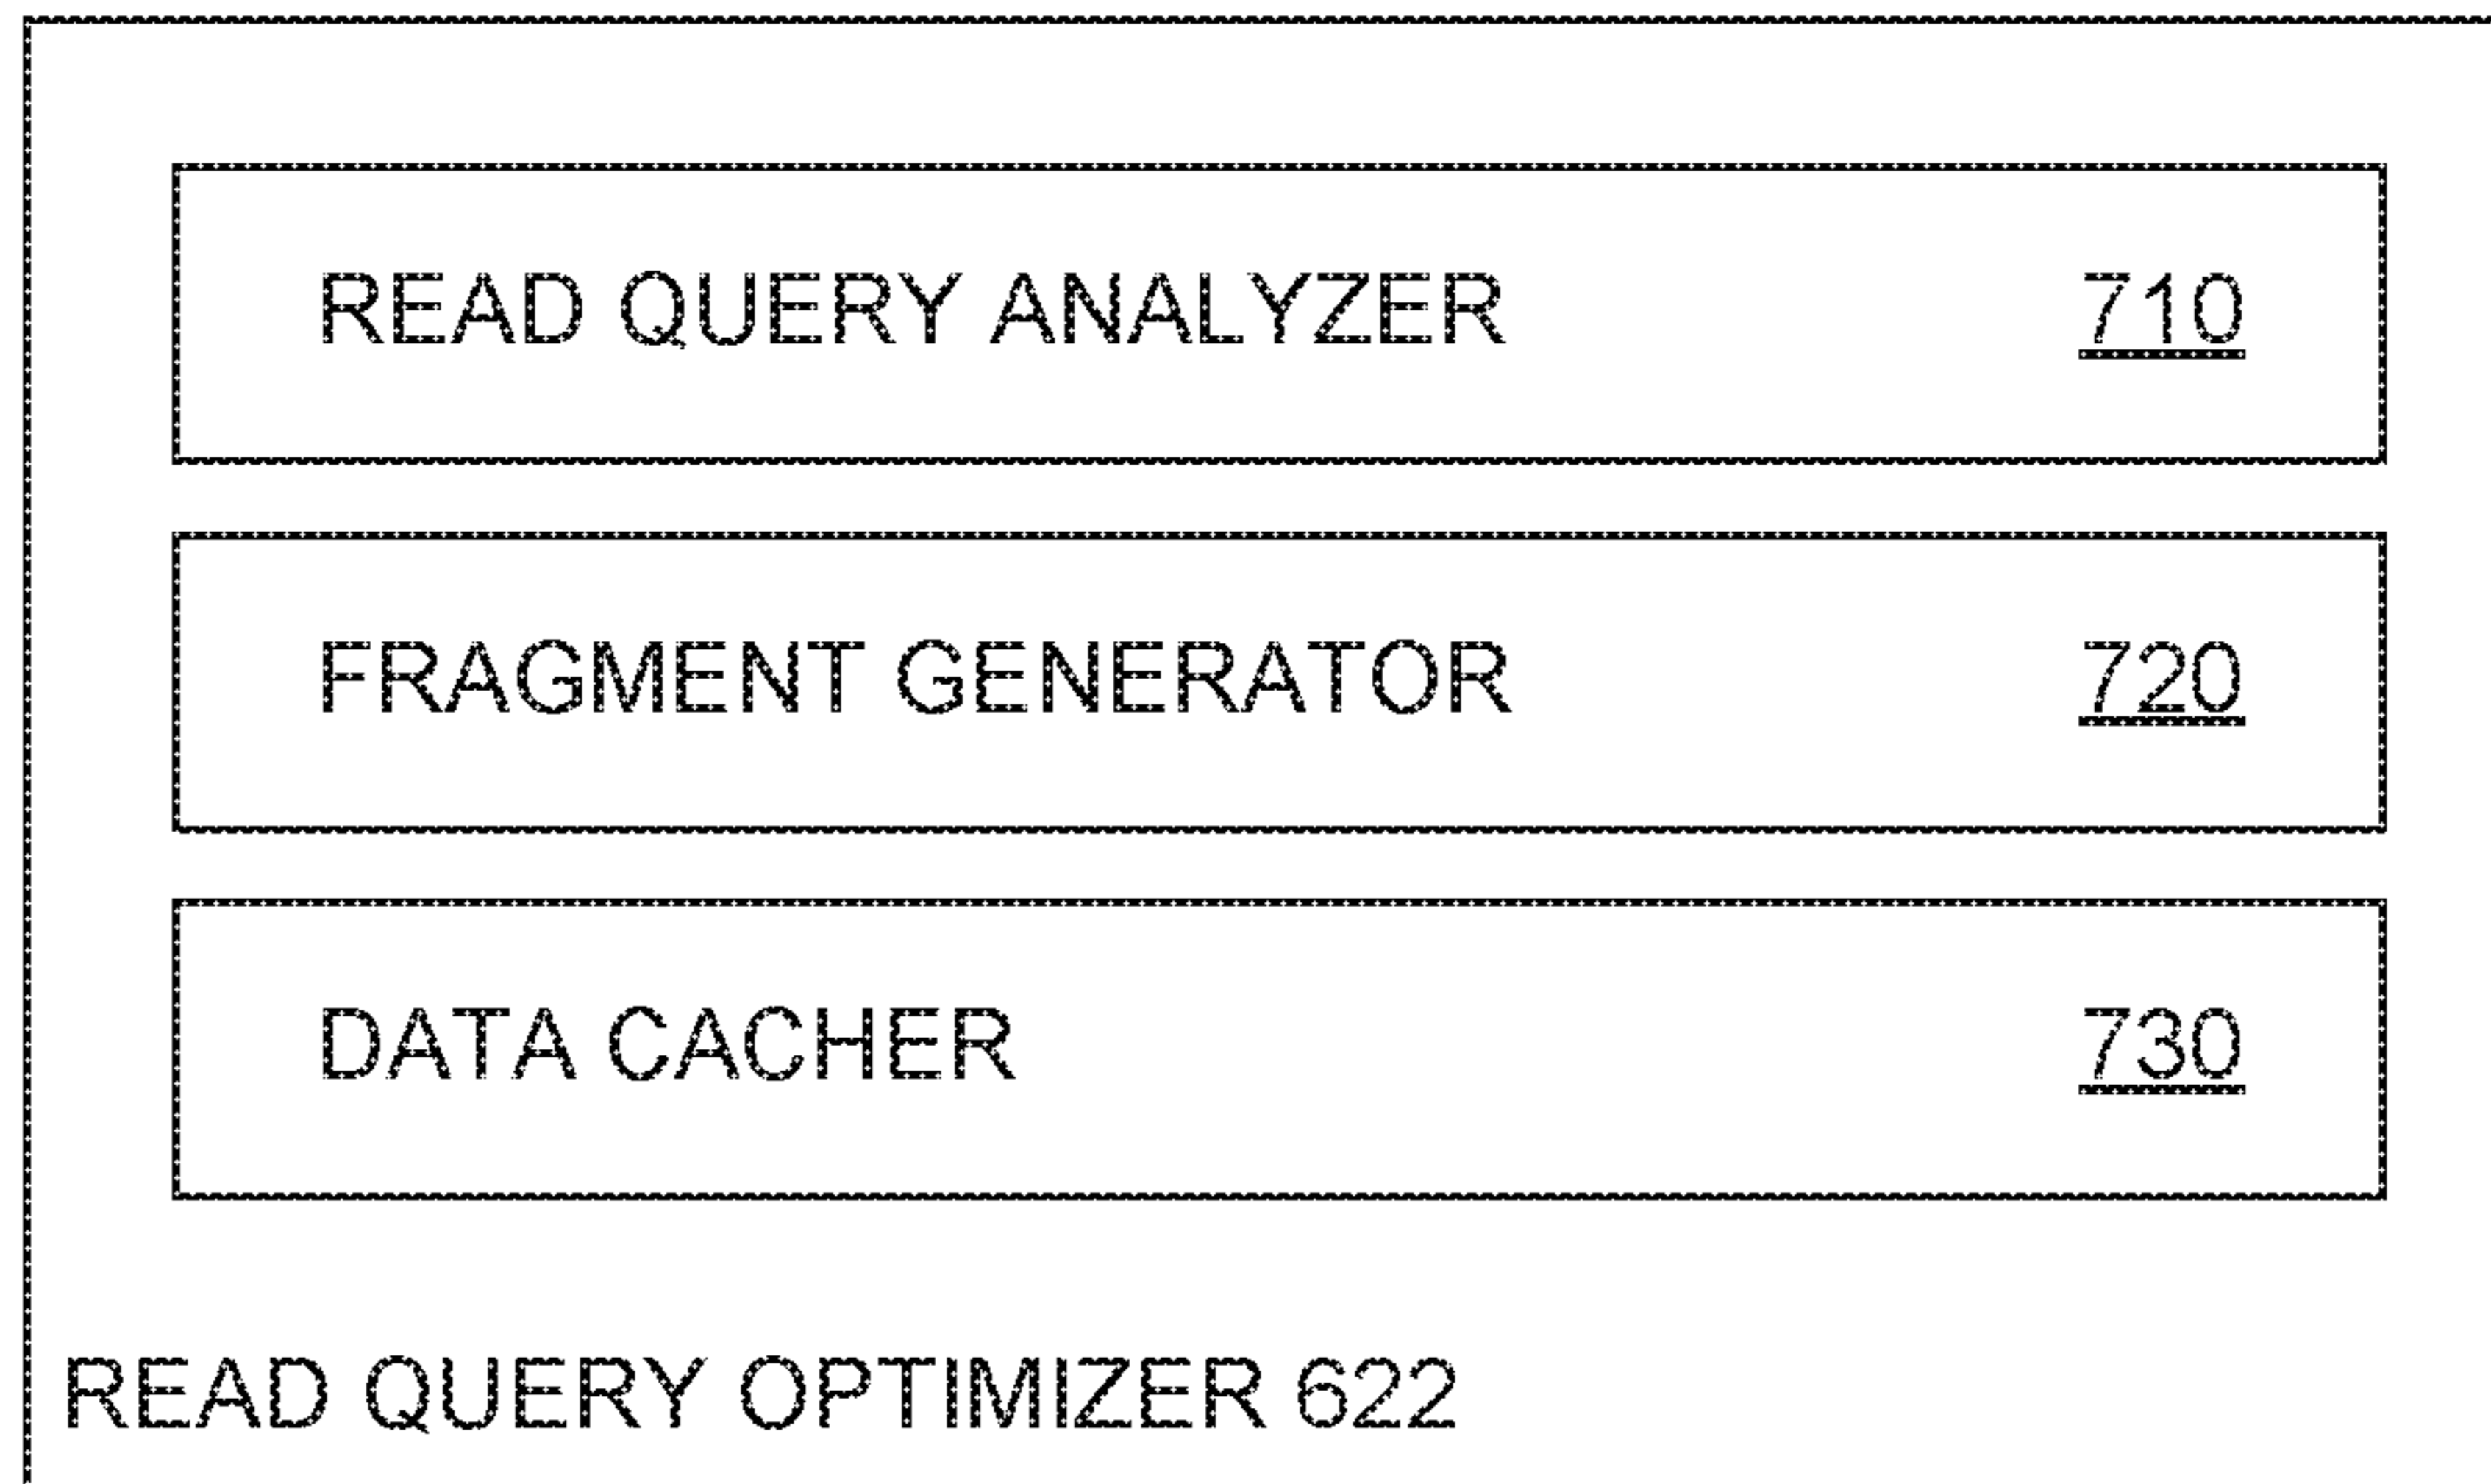 READ QUERY ANALYZER 710
FRAGMENT GENERATOR 720
DATA CACHER 730
READ QUERY OPTIMIZER 622